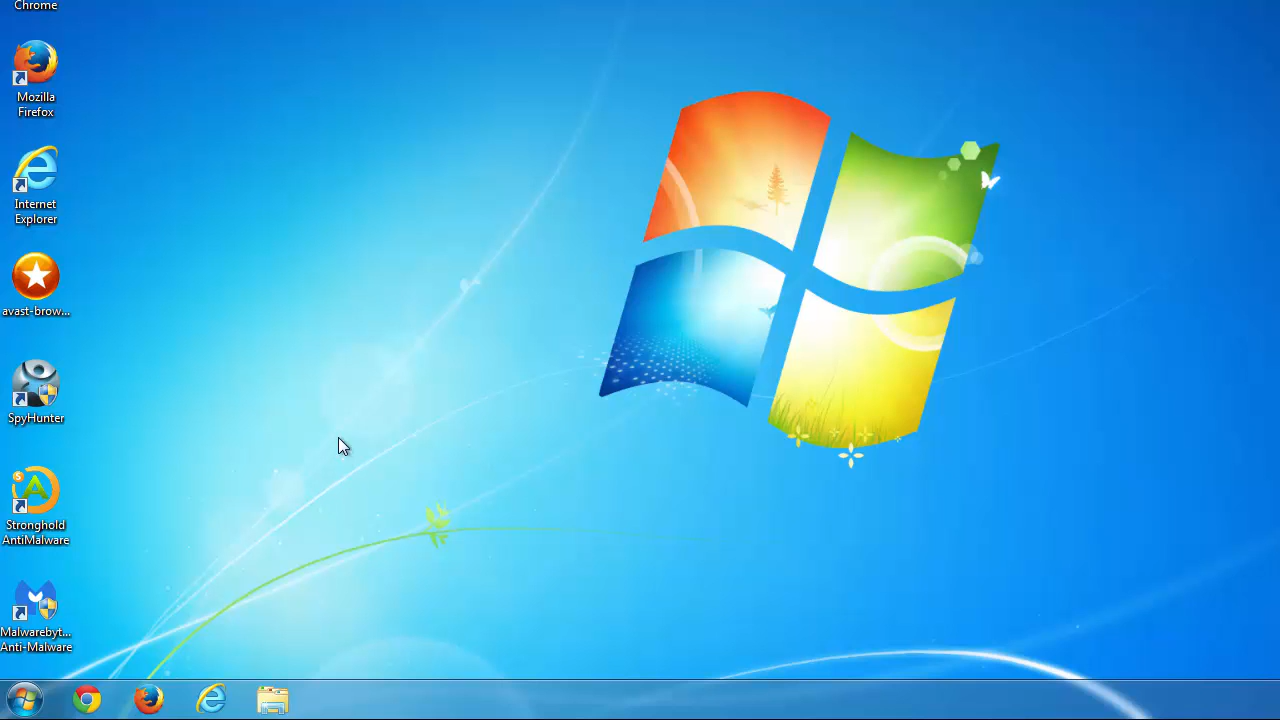 Chrome
Mozilla
Firefox
Internet
Explorer
avast-brow...
SpyHunter
Stronghold
AntiMalware
Malwarebyt...
Anti-Malware